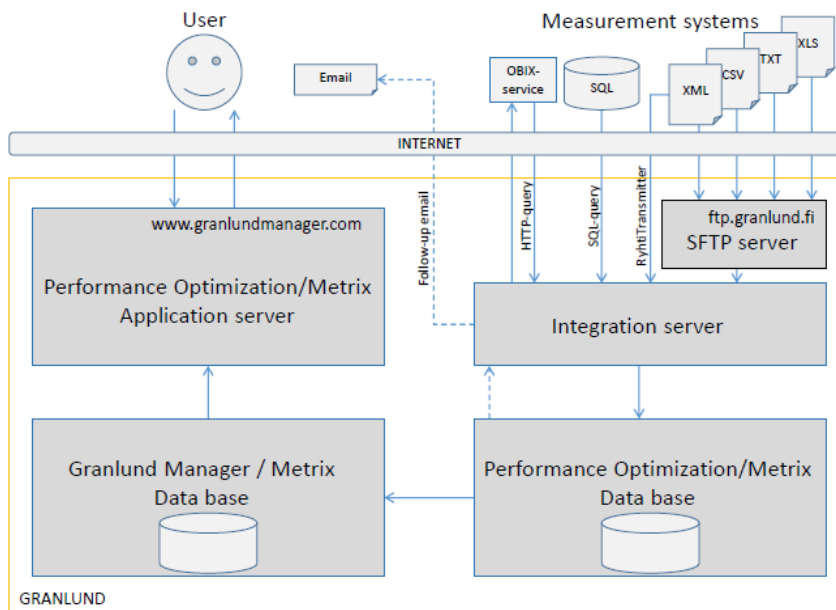 User
Measurement systems
Email
OBIX-
service
SQL
XML
CSV
TXT
XLS
INTERNET
www.granlundmanager.com
Performance Optimization/Metrix
Application server
Follow-up email
HTTP-query
SQL-query
RyhtiTransmitter
ftp.granlund.fi
SFTP server
Integration server
Granlund Manager / Metrix
Data base
Performance Optimization/Metrix
Data base
GRANLUND